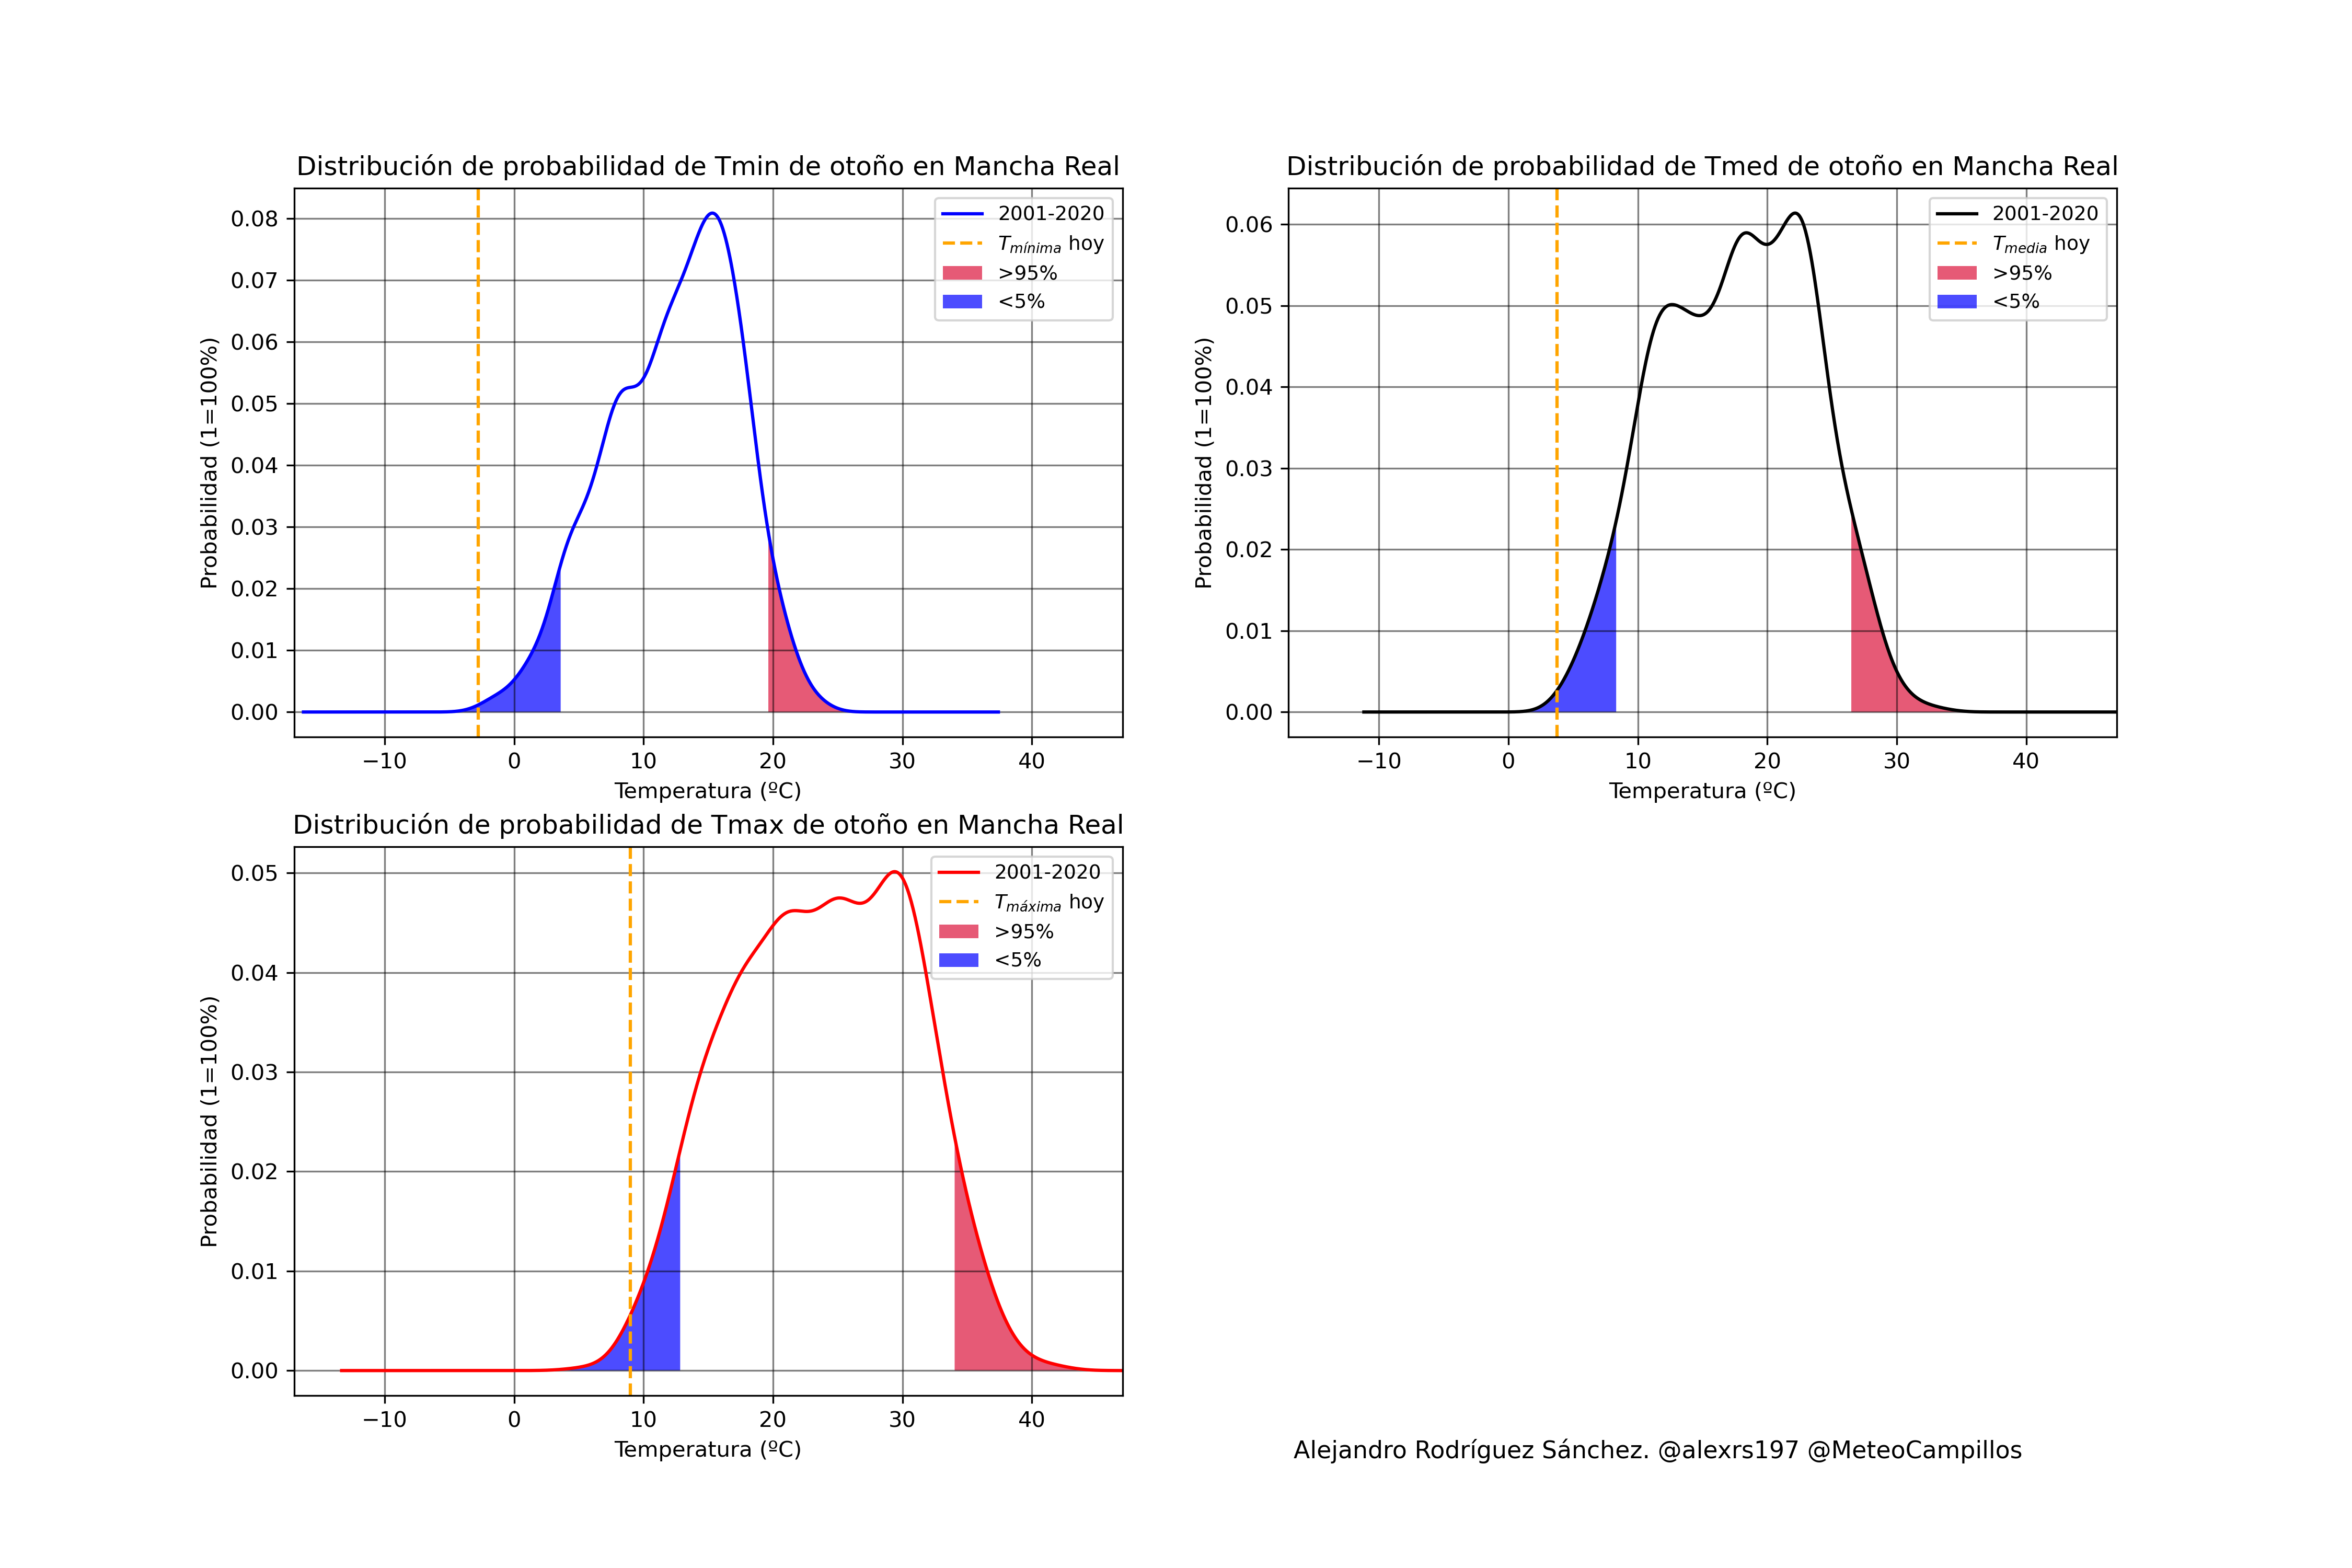 Distribución de probabilidad de Tmin de otoño en Mancha Real
Probabilidad (1=100%)
0.08
0.07
0.06
0.05
0.04
0.03
0.02
0.01
0.00
2001-2020
Tmínima hoy
>95%
<5%
−10 0 10 20 30 40
Temperatura (ºC)
Distribución de probabilidad de Tmed de otoño en Mancha Real
Probabilidad (1=100%)
0.06
0.05
0.04
0.03
0.02
0.01
0.00
2001-2020
Tmedia hoy
>95%
<5%
−10 0 10 20 30 40
Temperatura (ºC)
Distribución de probabilidad de Tmax de otoño en Mancha Real
Probabilidad (1=100%)
0.05
0.04
0.03
0.02
0.01
0.00
2001-2020
Tmáxima hoy
>95%
<5%
−10 0 10 20 30 40
Temperatura (ºC)
Alejandro Rodríguez Sánchez. @alexrs197 @MeteoCampillos